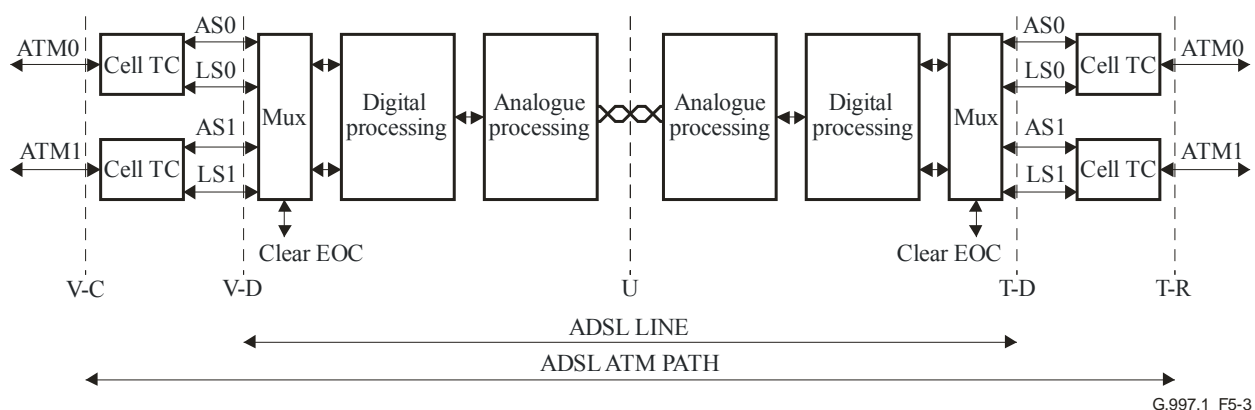 AS0
AS0
ATM0
ATM0
Cell TC
Cell TC
LS0
LS0
Mux
Digital
processing
Analogue
processing
Analogue
processing
Digital
processing
Mux
AS1
AS1
ATM1
ATM1
Cell TC
Cell TC
LS1
LS1
Clear EOC
Clear EOC
V-C
V-D
U
T-D
T-R
ADSL LINE
ADSL ATM PATH
G.997.1_F5-3